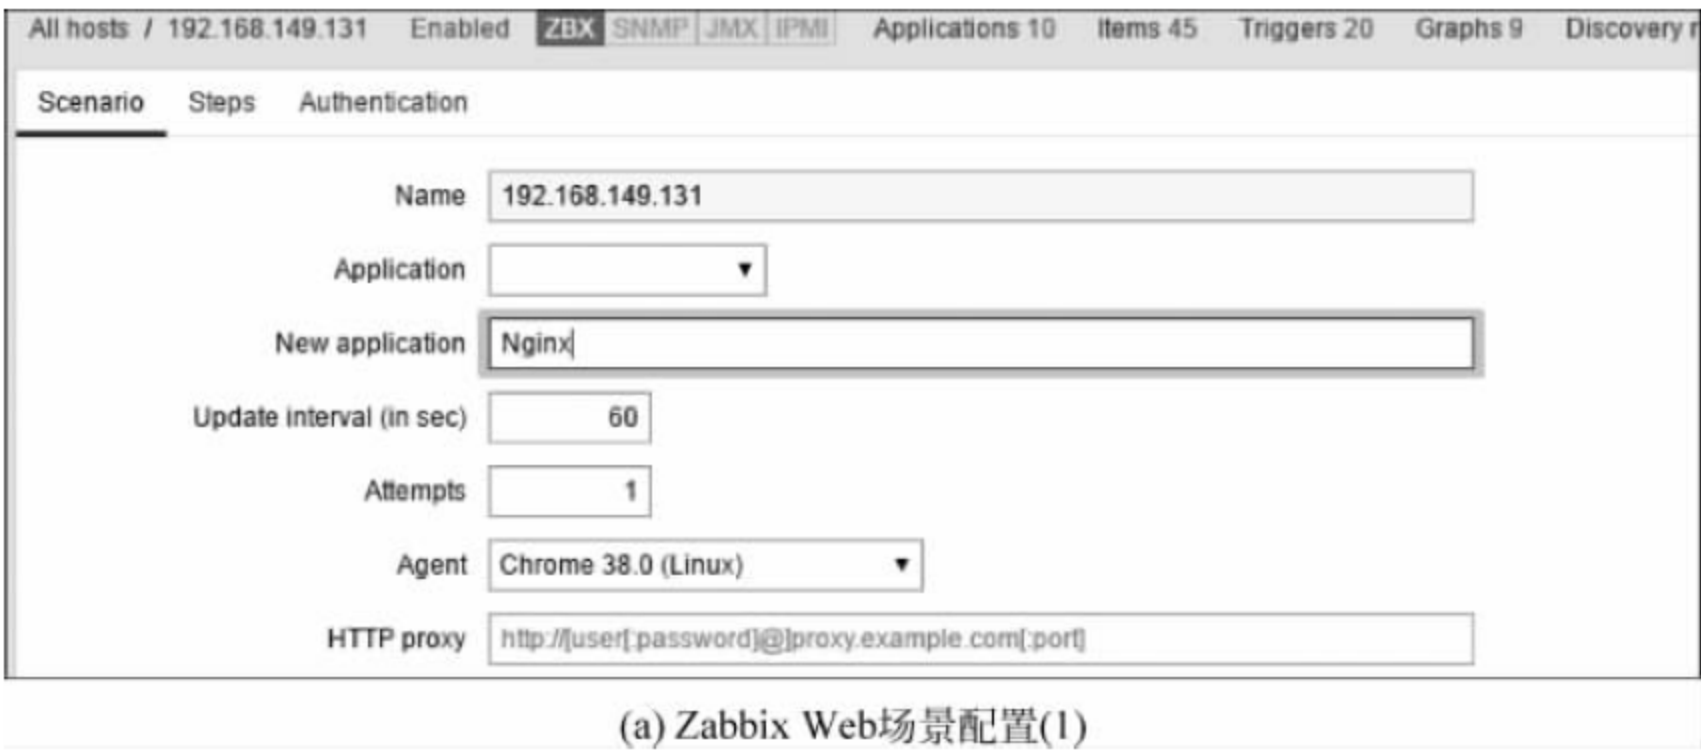 All hosts / 192.168.149.131 Enabled ZBX SNMP JMX IPMI Applications 10 Items 45 Triggers 20 Graphs 9 Discovery
Scenario Steps Authentication
Name 192.168.149.131
Application
New application Nginx
Update interval (in sec) 60
Attempts 1
Agent Chrome 38.0 (Linux)
HTTP proxy http://[user[:password]@]proxy.example.com[:port]
(a) Zabbix Web场景配置(1)